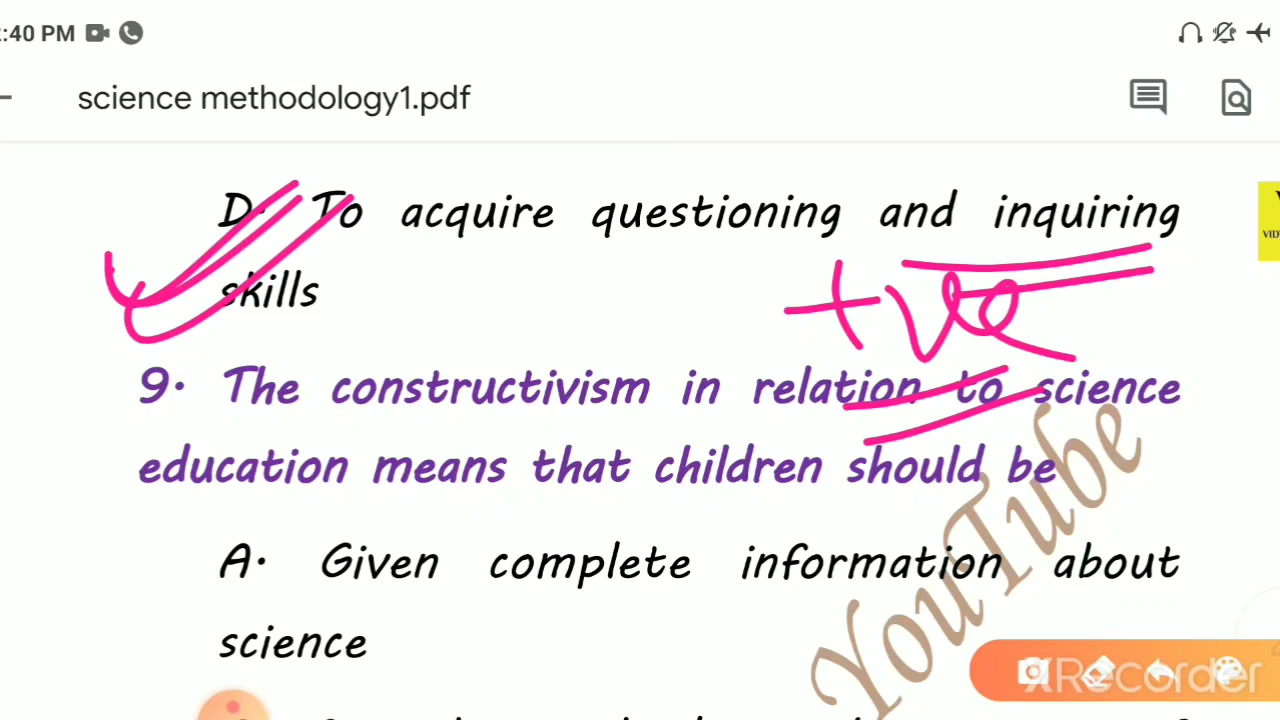 :40 PM
science methodology1.pdf
D. To acquire questioning and inquiring
skills
+ve
9. The constructivism in relation to science
education means that children should be
A. Given complete information about
science
YouTube
XRecorder